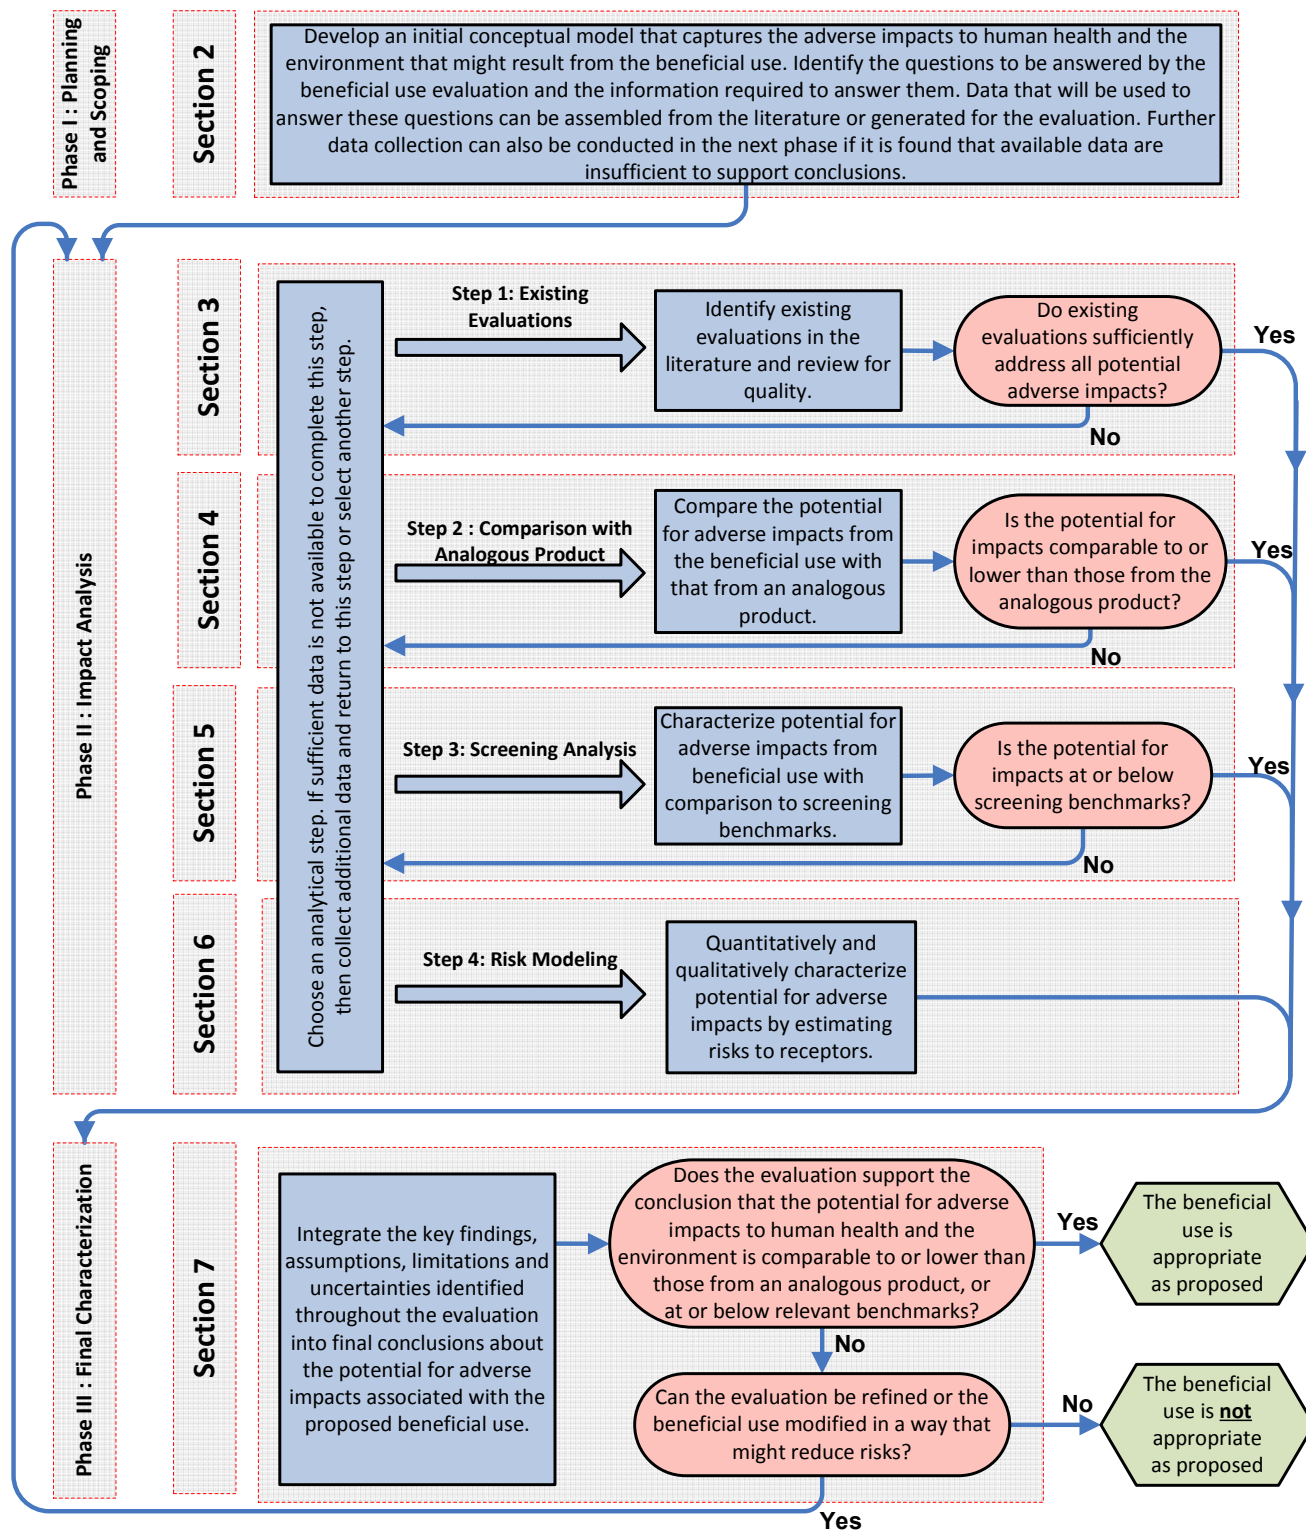 Phase I : Planning
and Scoping
Section 2
Develop an initial conceptual model that captures the adverse impacts to human health and the
environment that might result from the beneficial use. Identify the questions to be answered by the
beneficial use evaluation and the information required to answer them. Data that will be used to
answer these questions can be assembled from the literature or generated for the evaluation. Further
data collection can also be conducted in the next phase if it is found that available data are
insufficient to support conclusions.
Phase II : Impact Analysis
Choose an analytical step. If sufficient data is not available to complete this step,
then collect additional data and return to this step or select another step.
Section 3
Step 1: Existing
Evaluations
Identify existing
evaluations in the
literature and review for
quality.
Do existing
evaluations sufficiently
address all potential
adverse impacts?
Yes
No
Section 4
Step 2 : Comparison with
Analogous Product
Compare the potential
for adverse impacts from
the beneficial use with
that from an analogous
product.
Is the potential for
impacts comparable to or
lower than those from the
analogous product?
Yes
No
Section 5
Step 3: Screening Analysis
Characterize potential for
adverse impacts from
beneficial use with
comparison to screening
benchmarks.
Is the potential for
impacts at or below
screening benchmarks?
Yes
No
Section 6
Step 4: Risk Modeling
Quantitatively and
qualitatively characterize
potential for adverse
impacts by estimating
risks to receptors.
Phase III : Final Characterization
Section 7
Integrate the key findings,
assumptions, limitations and
uncertainties identified
throughout the evaluation
into final conclusions about
the potential for adverse
impacts associated with the
proposed beneficial use.
Does the evaluation support the
conclusion that the potential for adverse
impacts to human health and the
environment is comparable to or lower than
those from an analogous product, or
at or below relevant benchmarks?
Yes
The beneficial
use is
appropriate
as proposed
No
Can the evaluation be refined or the
beneficial use modified in a way that
might reduce risks?
No
The beneficial
use is not
appropriate
as proposed
Yes